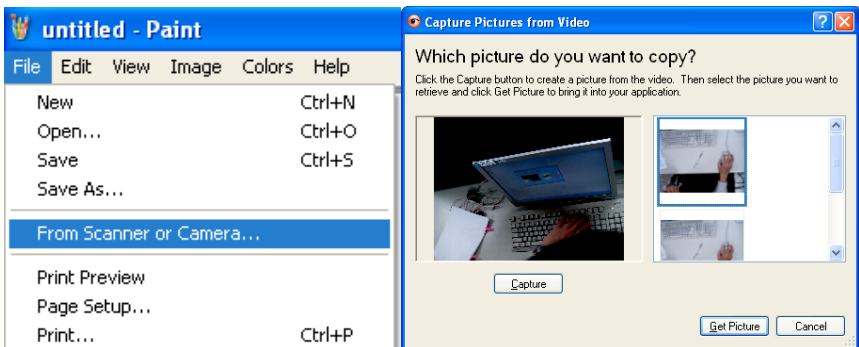 untitled - Paint
File Edit View Image Colors Help
New Ctrl+N
Open... Ctrl+O
Save Ctrl+S
Save As...
From Scanner or Camera...
Print Preview
Page Setup...
Print... Ctrl+P
Capture Pictures from Video
Which picture do you want to copy?
Click the Capture button to create a picture from the video. Then select the picture you want to
retrieve and click Get Picture to bring it into your application.
Capture
Get Picture Cancel